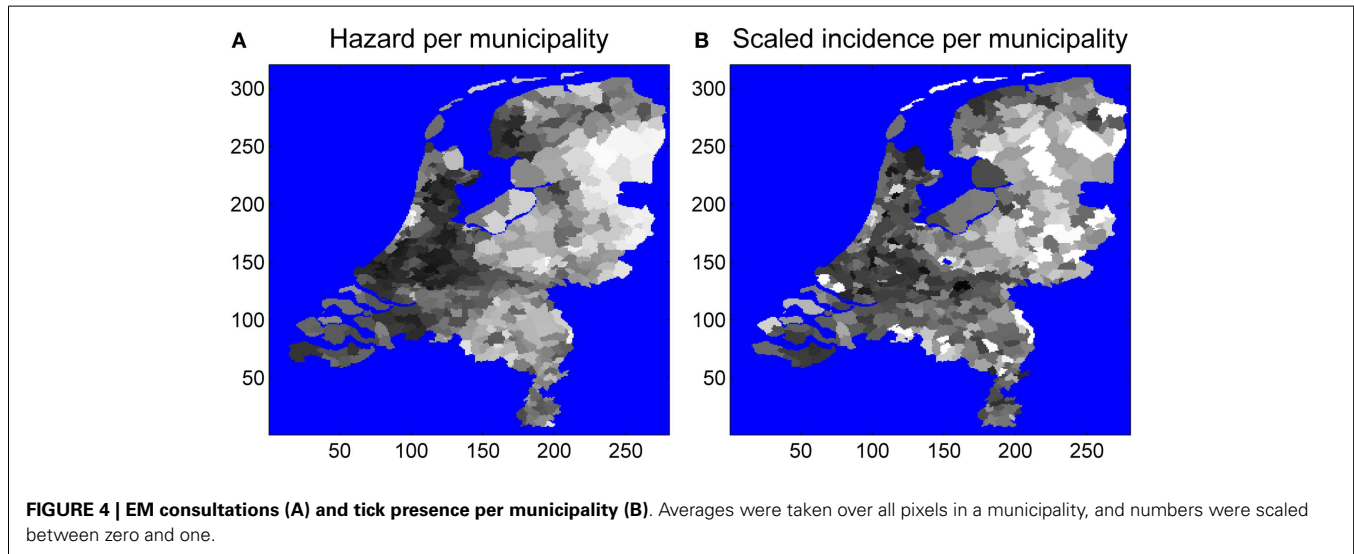 A Hazard per municipality
B Scaled incidence per municipality
300
250
200
150
100
50
50 100 150 200 250
300
250
200
150
100
50
50 100 150 200 250
FIGURE 4 | EM consultations (A) and tick presence per municipality (B). Averages were taken over all pixels in a municipality, and numbers were scaled
between zero and one.